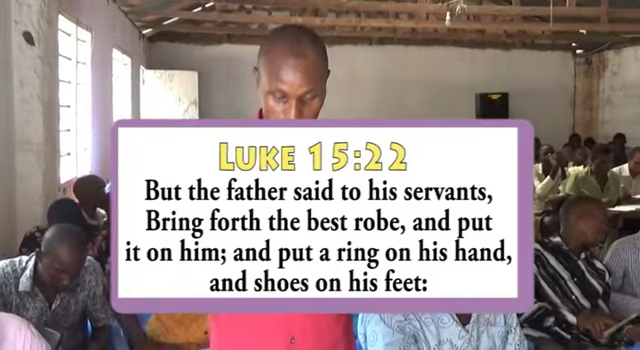 Luke 15:22
But the father said to his servants,
Bring forth the best robe, and put
it on him; and put a ring on his hand,
and shoes on his feet: